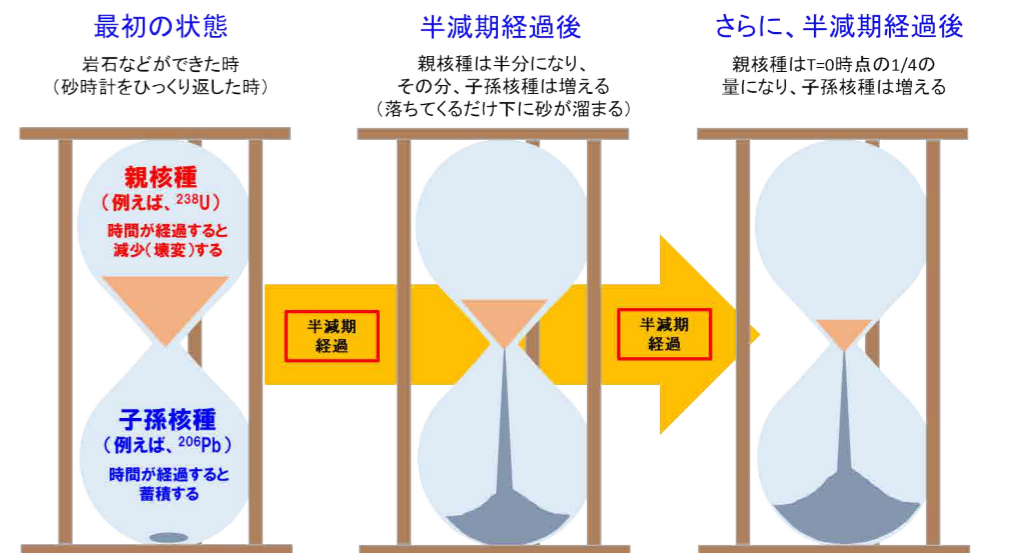 最初の状態
岩石などができた時
（砂時計をひっくり返した時）
半減期経過後
親核種は半分になり、
その分、子孫核種は増える
（落ちてくるだけ下に砂が溜まる）
さらに、半減期経過後
親核種はT=0時点の1/4の
量になり、子孫核種は増える
親核種
（例えば、238U）
時間が経過すると
減少（壊変）する
半減期
経過
半減期
経過
子孫核種
（例えば、206Pb）
時間が経過すると
蓄積する